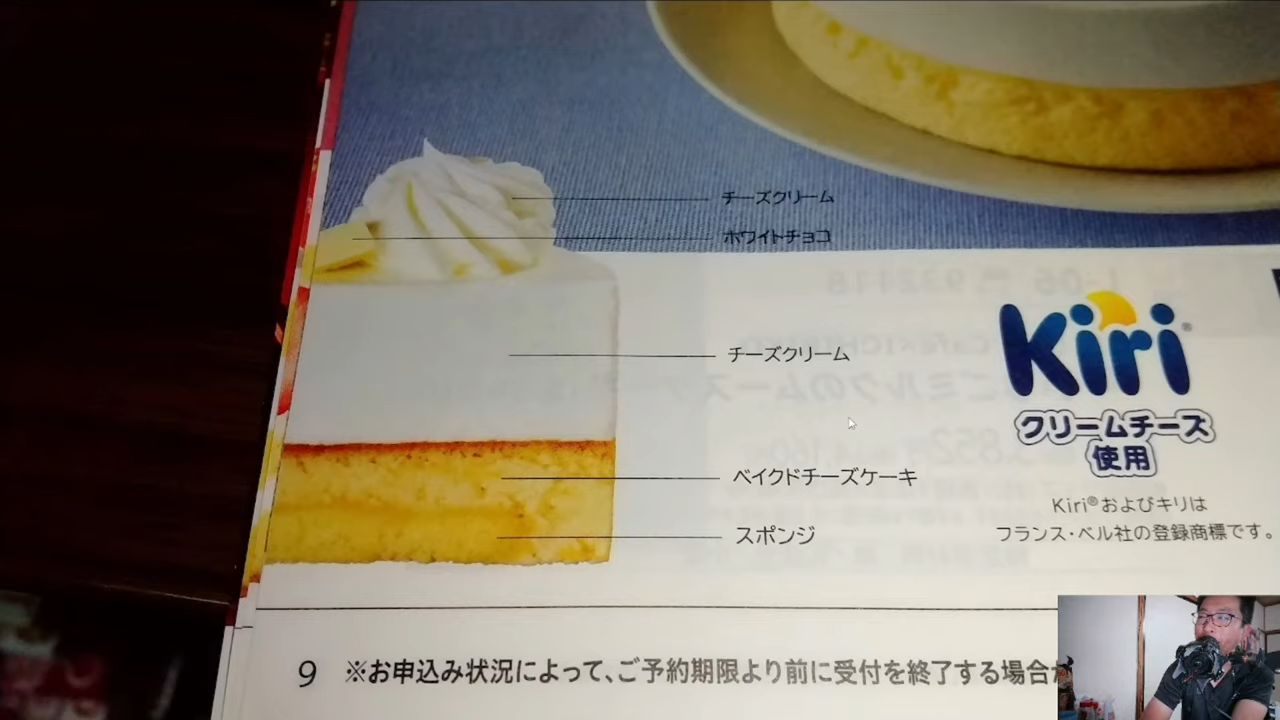 チーズクリーム
ホワイトチョコ
チーズクリーム
ベイクドチーズケーキ
スポンジ
Kiri®
クリームチーズ
使用
Kiri®およびキリは
フランス・ベル社の登録商標です。
9 ※お申込み状況によって、ご予約期限より前に受付を終了する場合